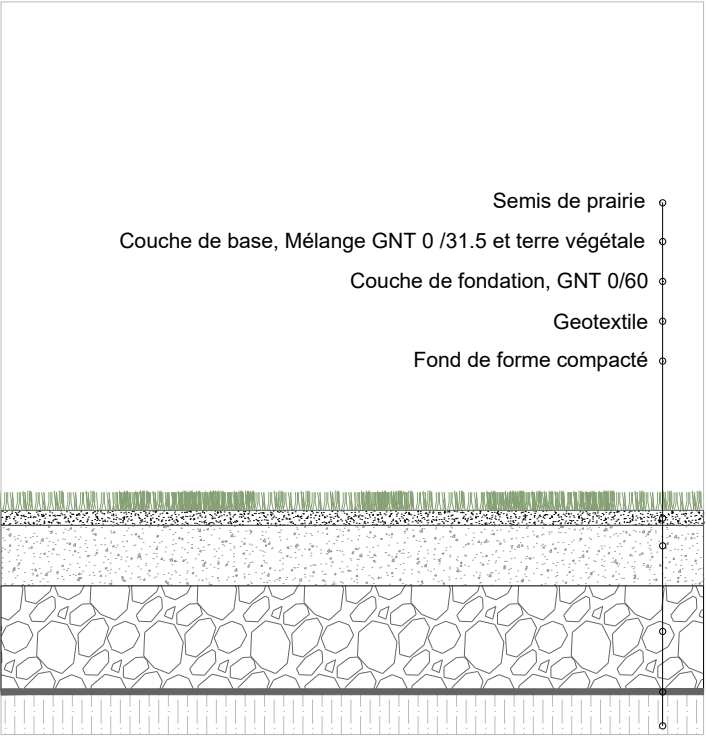 Semis de prairie
Couche de base, Mélange GNT 0 /31.5 et terre végétale
Couche de fondation, GNT 0/60
Geotextile
Fond de forme compacté